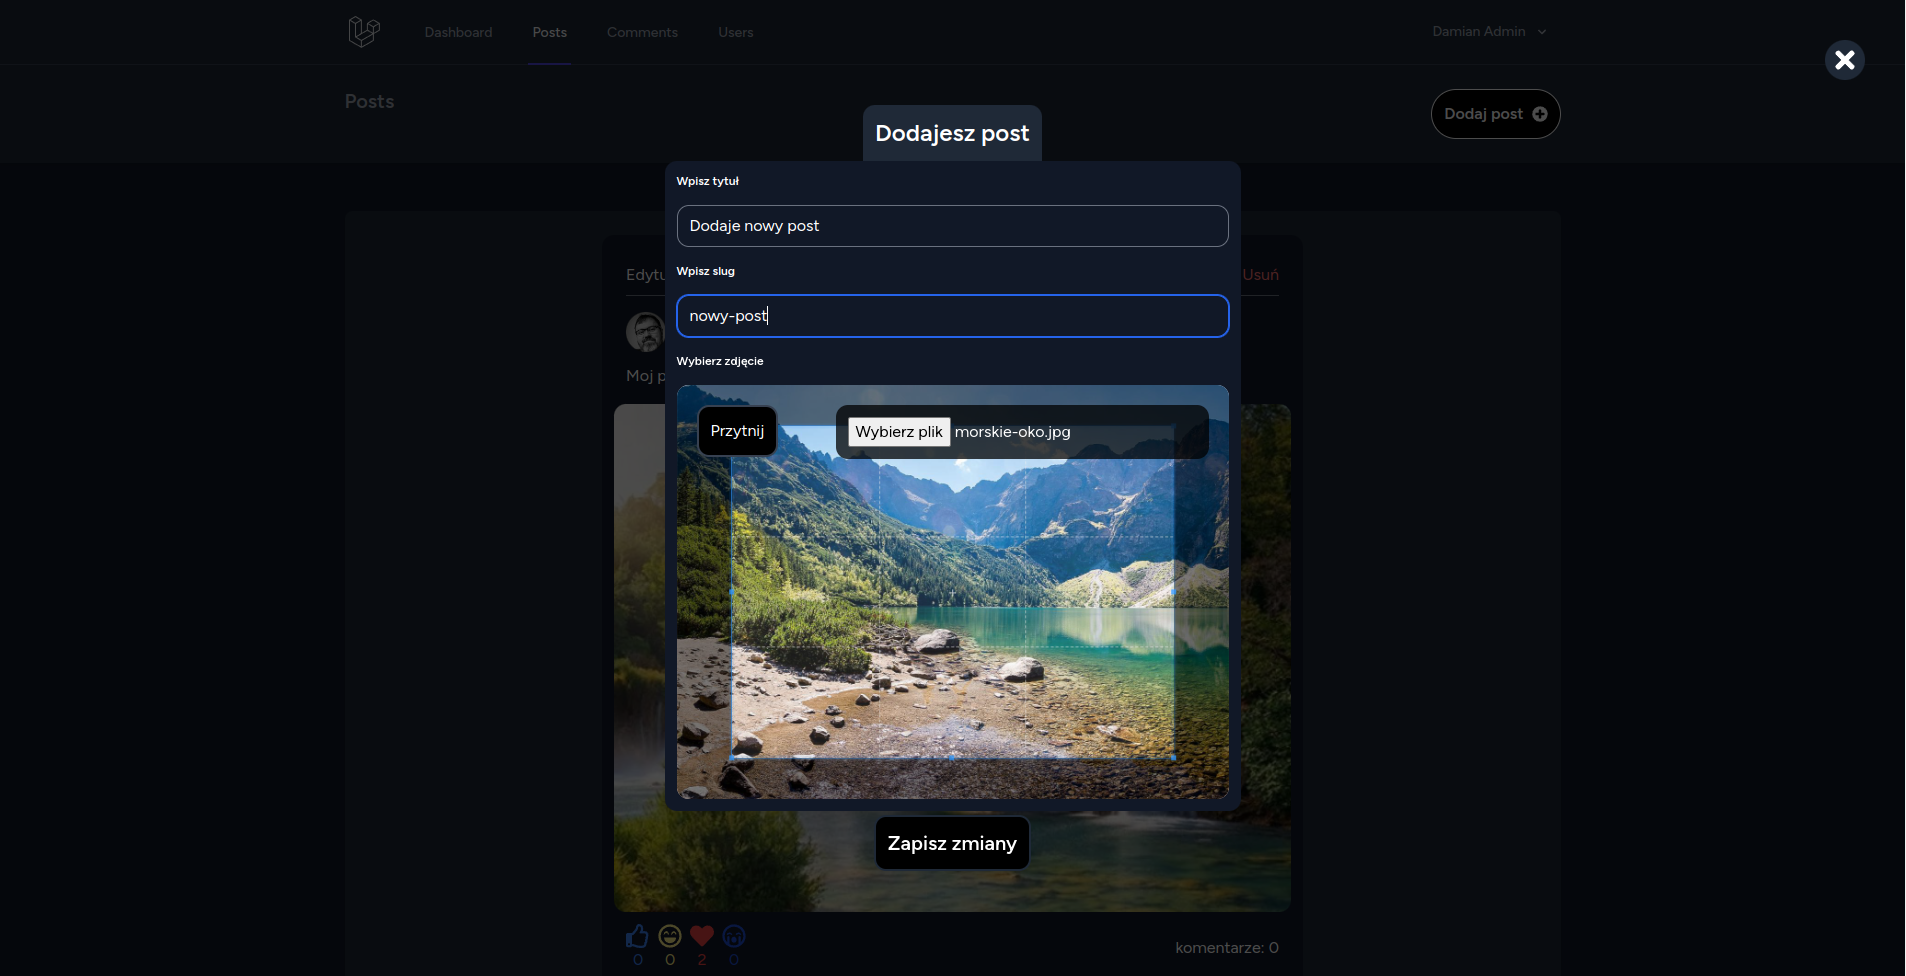 Dashboard Posts Comments Users Damian Admin
Posts
Dodaj post
Dodajesz post
Wpisz tytuł
Dodaje nowy post
Wpisz slug
Usuń
nowy-post
Wybierz zdjęcie
Moj
Przytnij Wybierz plik morskie-oko.jpg
Zapisz zmiany
0 0 2 0 komentarze: 0